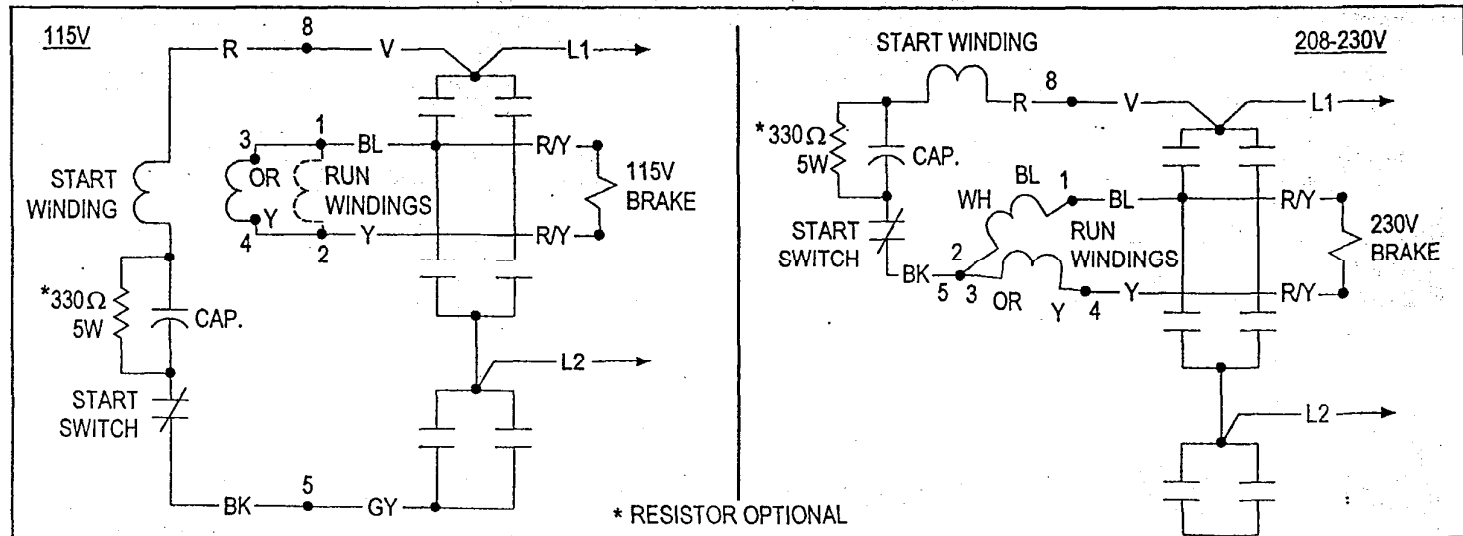 115V
R
8
V
L1
3
1
BL
R/Y
OR
RUN
WINDINGS
115V
BRAKE
START
WINDING
4
Y
2
Y
R/Y
*330Ω
5W
CAP.
L2
START
SWITCH
BK
5
GY
* RESISTOR OPTIONAL
START WINDING
208-230V
R
8
V
L1
*330Ω
5W
CAP.
WH
BL
1
BL
R/Y
START
SWITCH
RUN
WINDINGS
230V
BRAKE
BK
2
5
3
OR
Y
4
Y
R/Y
L2